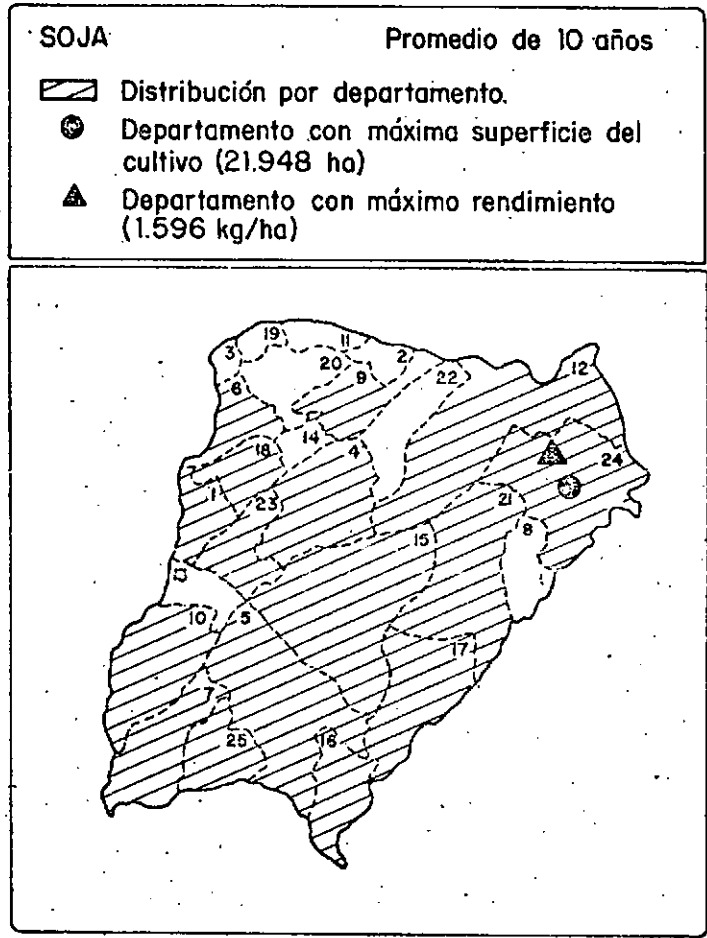 SOJA Promedio de 10 años
Distribución por departamento.
Departamento con máxima superficie del
cultivo (21.948 ha)
Departamento con máximo rendimiento
(1.596 kg/ha)
19 11
3 20 2
6 9 22 12
14
18 4
24
1 23 21
15 8
10 5
17
7
25 16